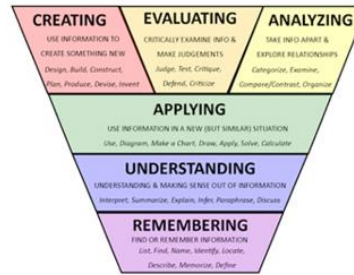 CREATING
USE INFORMATION TO
CREATE SOMETHING NEW
Design, Build, Construct,
Plan, Produce, Devise, Invent
EVALUATING
CRITICALLY EXAMINE INFO &
MAKE JUDGEMENTS
Judge, Test, Critique,
Defend, Criticize
ANALYZING
TAKE INFO APART &
EXPLORE RELATIONSHIPS
Categorize, Examine,
Compare/Contrast, Organize
APPLYING
USE INFORMATION IN A NEW (BUT SIMILAR) SITUATION
Use, Diagram, Make a Chart, Draw, Apply, Solve, Calculate
UNDERSTANDING
UNDERSTANDING & MAKING SENSE OUT OF INFORMATION
Interpret, Summarize, Explain, Infer, Paraphrase, Discuss
REMEMBERING
FIND OR REMEMBER INFORMATION
List, Find, Name, Identify, Locate,
Describe, Memorize, Define